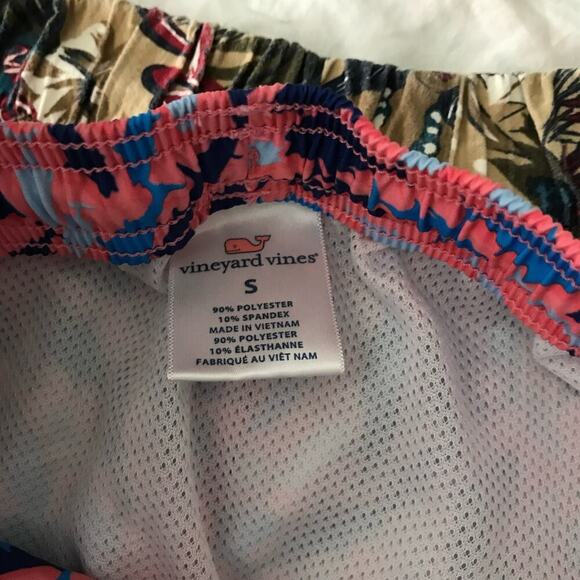 vineyard vines®
S
90% POLYESTER
10% SPANDEX
MADE IN VIETNAM
90% POLYESTER
10% ÉLASTHANNE
FABRIQUÉ AU VIÊT NAM